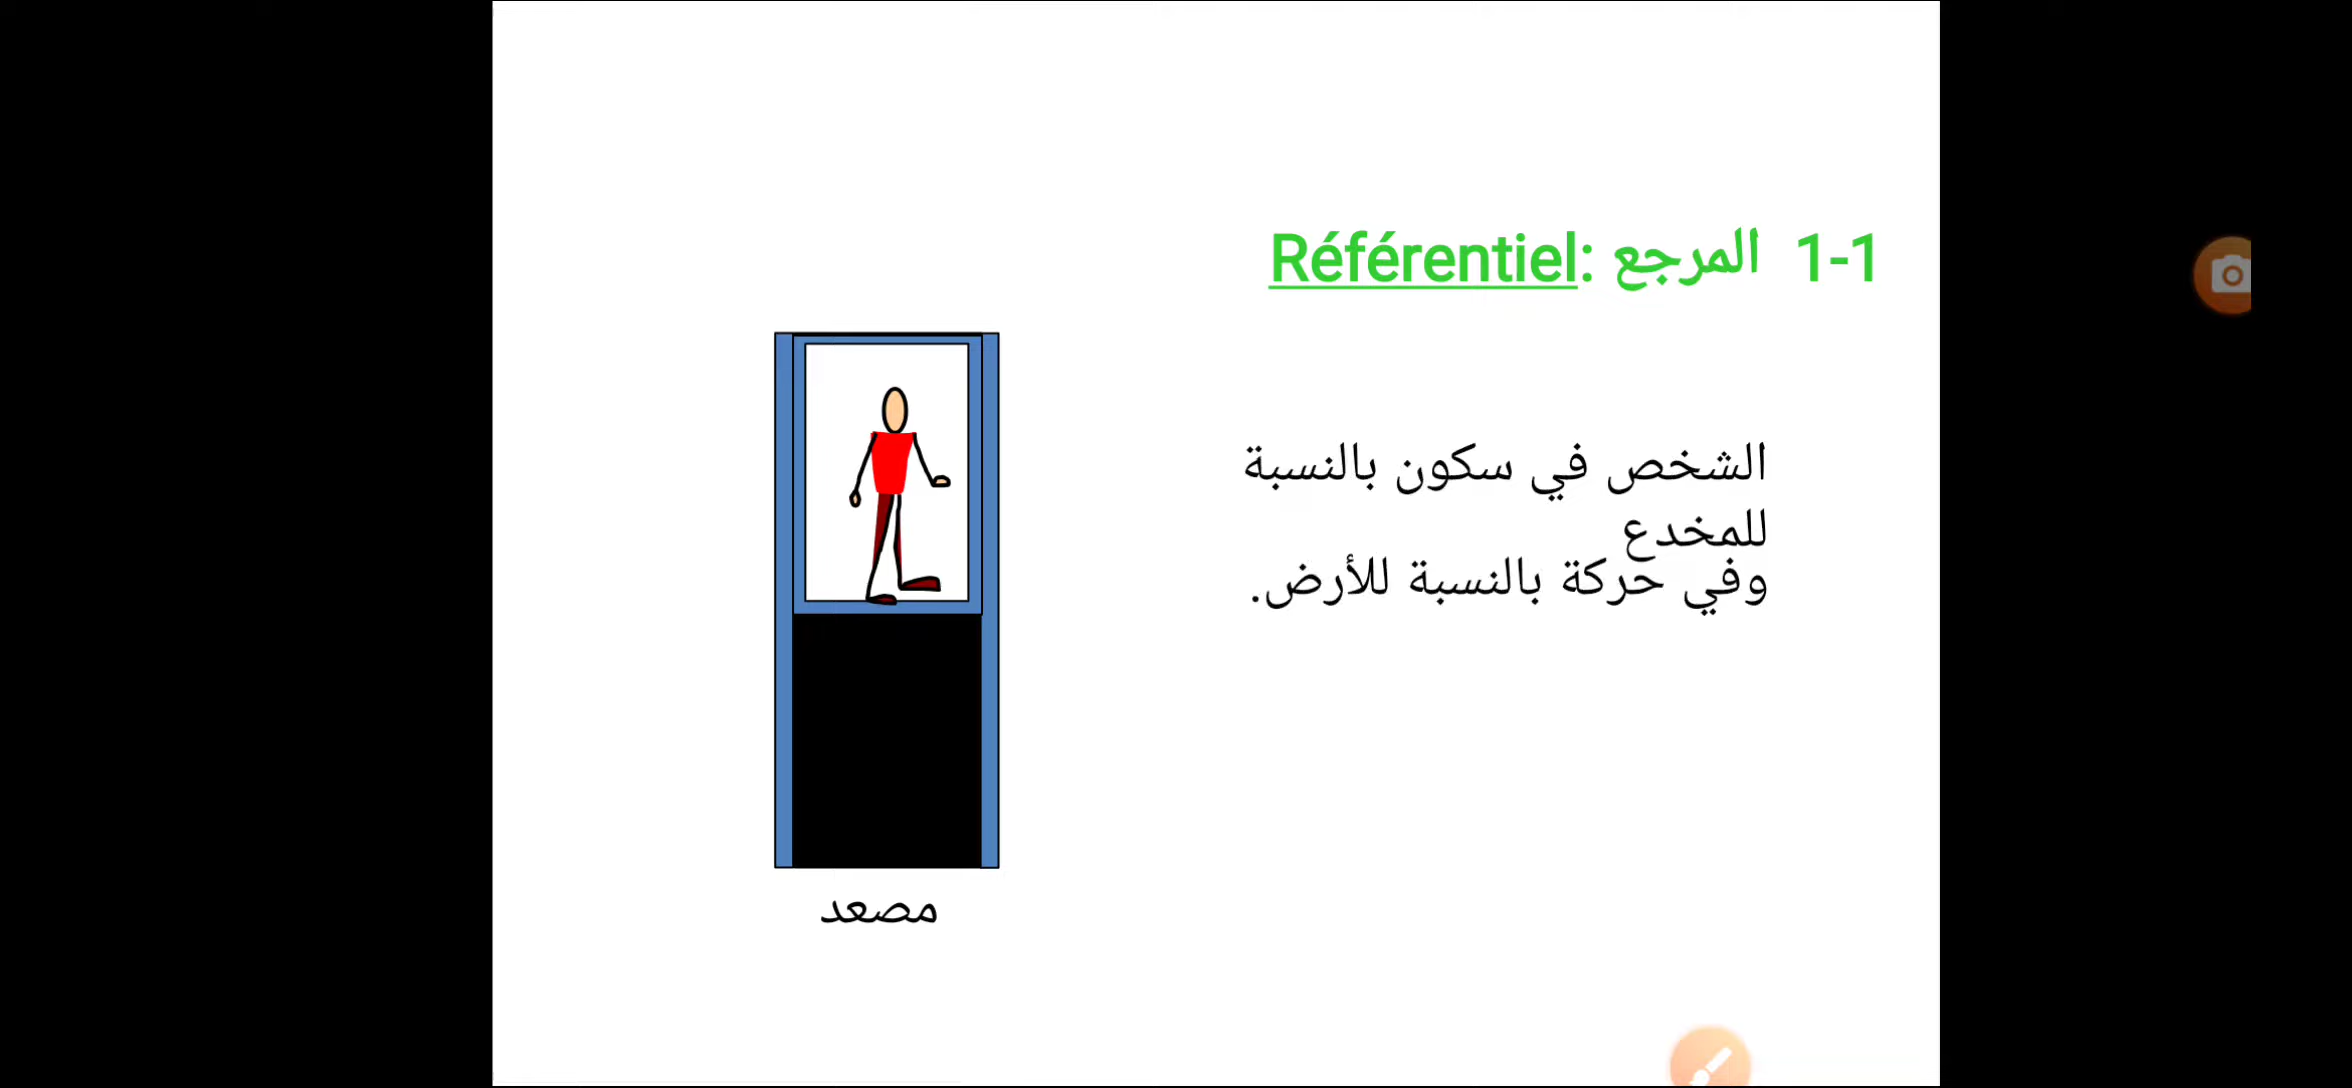 1-1 المرجع :Référentiel
الشخص في سكون بالنسبة
للمخدع
وفي حركة بالنسبة للأرض.
مصعد